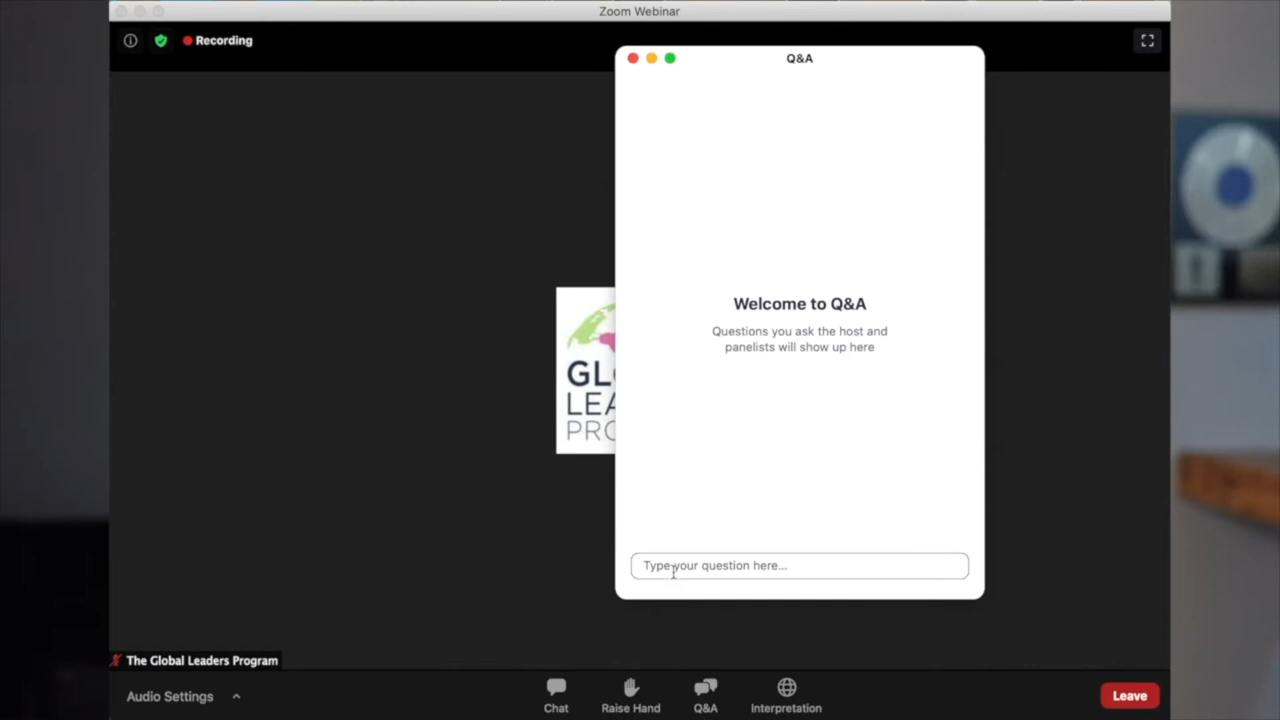 Zoom Webinar
Recording
Q&A
Welcome to Q&A
Questions you ask the host and
panelists will show up here
GLO
LEA
PRO
Type your question here...
The Global Leaders Program
Audio Settings
Chat
Raise Hand
Q&A
Interpretation
Leave